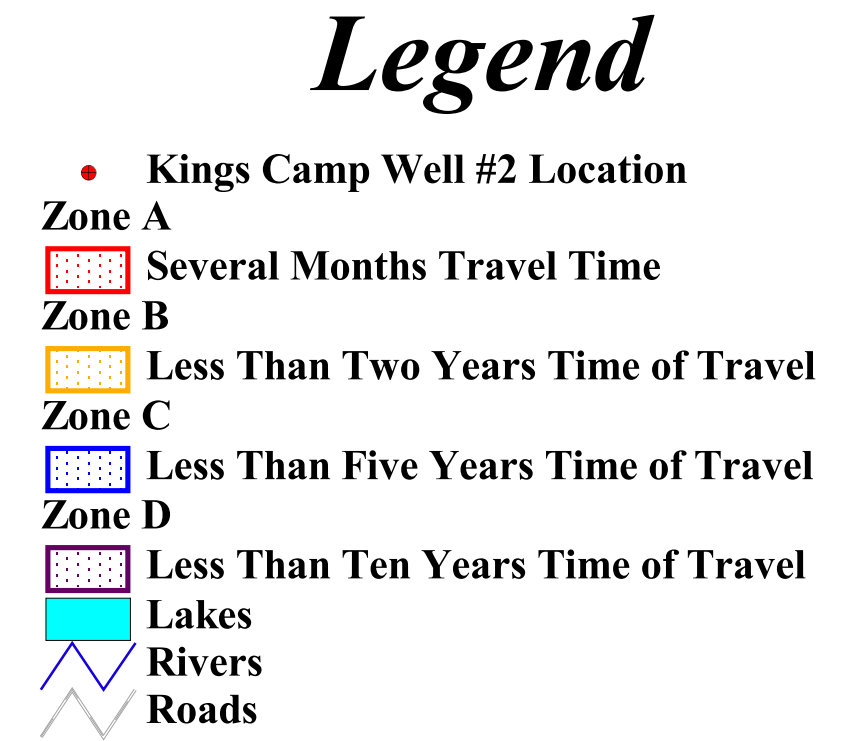 Legend
Kings Camp Well #2 Location
Zone A
Several Months Travel Time
Zone B
Less Than Two Years Time of Travel
Zone C
Less Than Five Years Time of Travel
Zone D
Less Than Ten Years Time of Travel
Lakes
Rivers
Roads